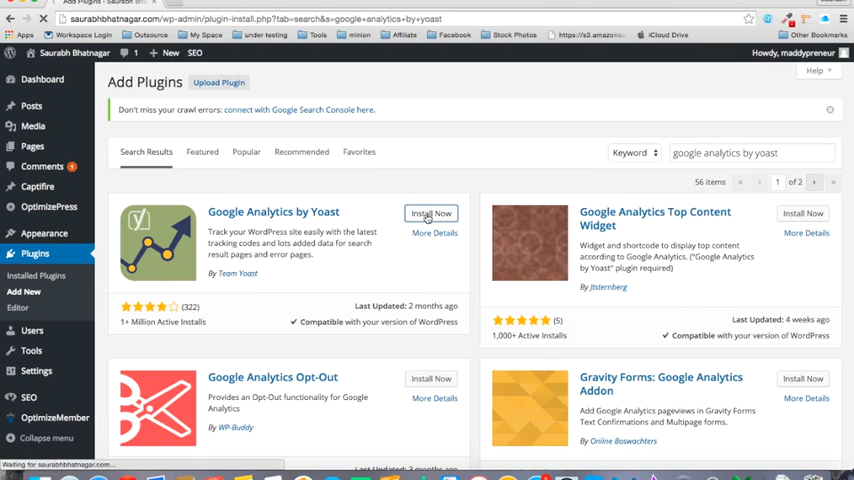 Saurabh Bhatnagar
saurabhbhatnagar.com/wp-admin/plugin-install.php?tab=search&s=google+analytics+by+yoast
Apps Workspace Login Outsource My Space under testing Tools minion Affiliate Facebook Stock Photos https://s3.amazonaw iCloud Drive Other Bookmarks
Saurabh Bhatnagar 1 + New SEO Howdy, maddypreneur
Dashboard
Posts
Media
Pages
Comments 1
Captifire
OptimizePress
Appearance
Plugins
Installed Plugins
Add New
Editor
Users
Tools
Settings
SEO
OptimizeMember
Collapse menu
Help
Add Plugins Upload Plugin
Don't miss your crawl errors: connect with Google Search Console here.
Search Results Featured Popular Recommended Favorites Keyword google analytics by yoast
56 items « ‹ 1 of 2 › »
Google Analytics by Yoast
Install Now
More Details
Track your WordPress site easily with the latest
tracking codes and lots added data for search
result pages and error pages.
By Team Yoast
(322)
1+ Million Active Installs
Last Updated: 2 months ago
Compatible with your version of WordPress
Google Analytics Top Content
Widget
Install Now
More Details
Widget and shortcode to display top content
according to Google Analytics. ("Google Analytics
by Yoast" plugin required)
By Jtsternberg
(5)
1,000+ Active Installs
Last Updated: 4 weeks ago
Compatible with your version of WordPress
Google Analytics Opt-Out
Install Now
More Details
Provides an Opt-Out functionality for Google
Analytics
By WP-Buddy
Gravity Forms: Google Analytics
Addon
Install Now
More Details
Add Google Analytics pageviews in Gravity Forms
Text Confirmations and Multipage forms.
By Online Boswachters
Waiting for saurabhbhatnagar.com...